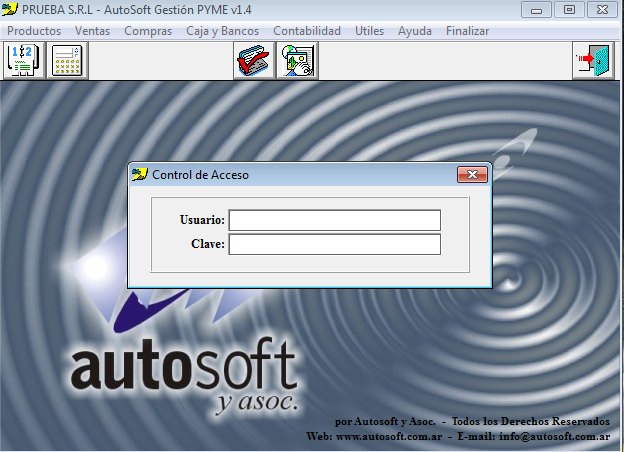 PRUEBA S.R.L - AutoSoft Gestión PYME v1.4
Productos Ventas Compras Caja y Bancos Contabilidad Utiles Ayuda Finalizar
1 2
Control de Acceso
Usuario:
Clave:
autosoft
y asoc.
por Autosoft y Asoc. - Todos los Derechos Reservados
Web: www.autosoft.com.ar - E-mail: info@autosoft.com.ar